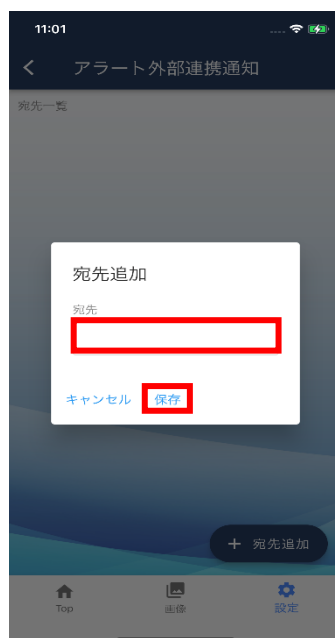 11:01
アラート外部連携通知
宛先一覧
宛先追加
宛先
キャンセル 保存
+ 宛先追加
Top 画像 設定